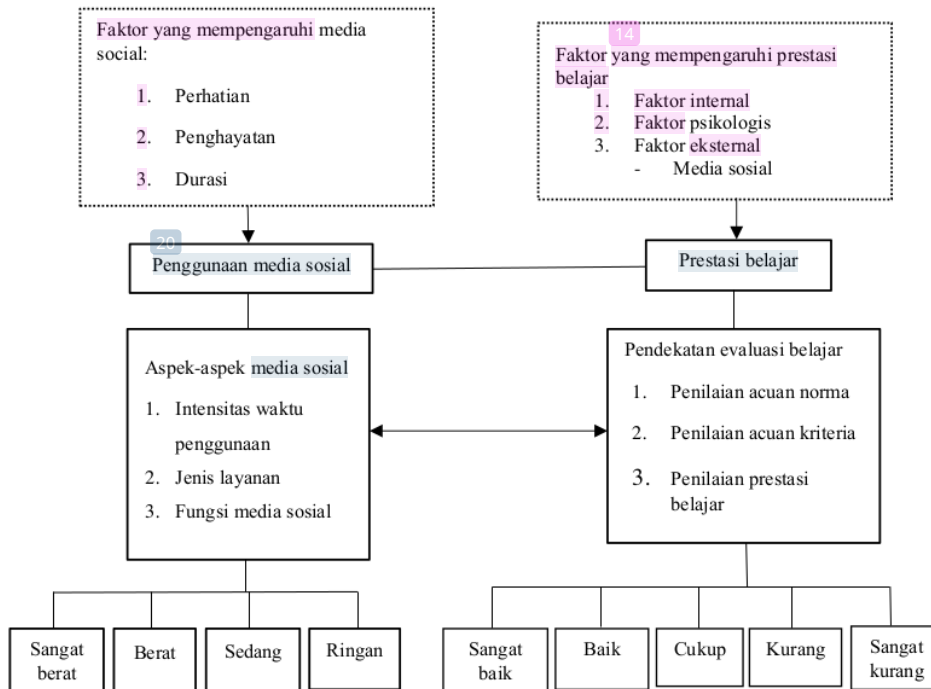 Faktor yang mempengaruhi media
social:
1. Perhatian
2. Penghayatan
3. Durasi
14
Faktor yang mempengaruhi prestasi
belajar
1. Faktor internal
2. Faktor psikologis
3. Faktor eksternal
- Media sosial
20
Penggunaan media sosial
Prestasi belajar
Aspek-aspek media sosial
1. Intensitas waktu
penggunaan
2. Jenis layanan
3. Fungsi media sosial
Pendekatan evaluasi belajar
1. Penilaian acuan norma
2. Penilaian acuan kriteria
3. Penilaian prestasi
belajar
Sangat
berat
Berat
Sedang
Ringan
Sangat
baik
Baik
Cukup
Kurang
Sangat
kurang